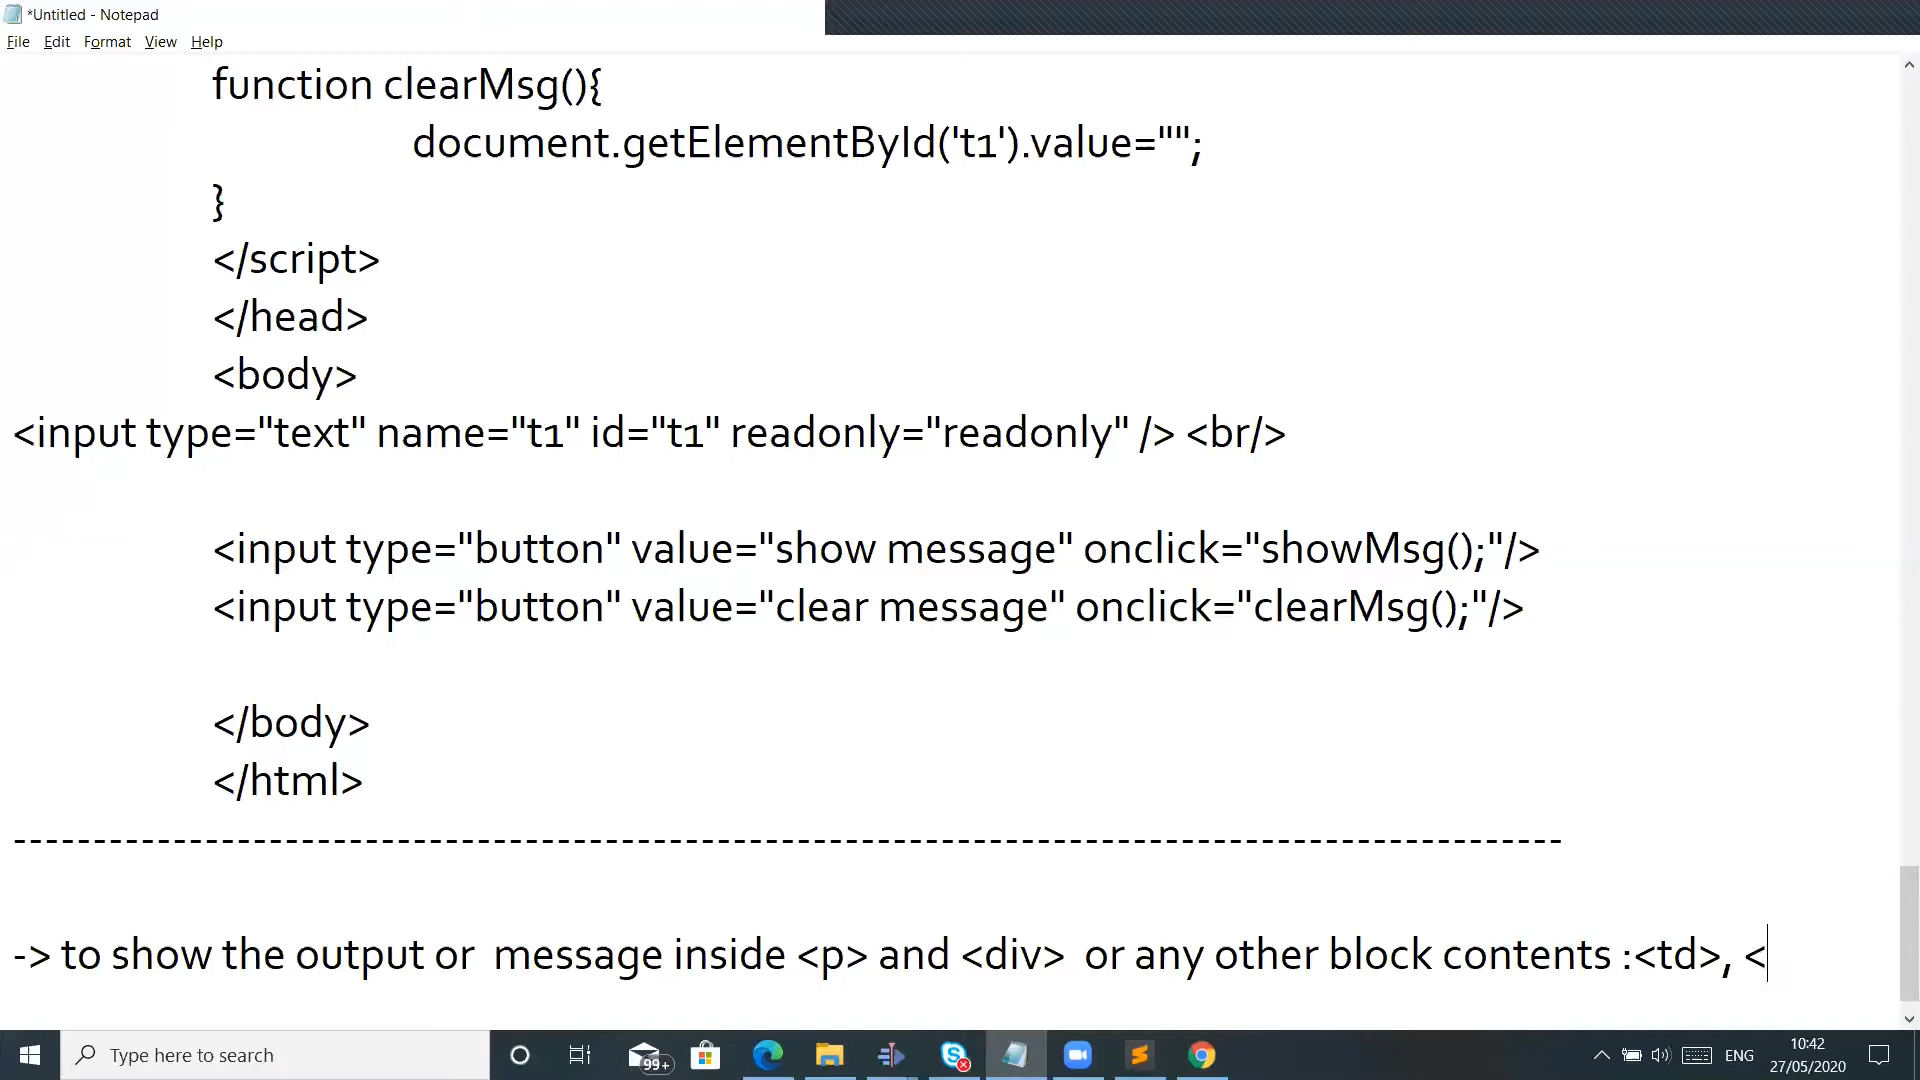 *Untitled - Notepad
File Edit Format View Help
function clearMsg(){
document.getElementById('t1').value="";
}
</script>
</head>
<body>
<input type="text" name="t1" id="t1" readonly="readonly" /> <br/>
<input type="button" value="show message" onclick="showMsg();"/>
<input type="button" value="clear message" onclick="clearMsg();"/>
</body>
</html>
-------------------------------------------------------------------------------------------------
-> to show the output or  message inside <p> and <div>  or any other block contents :<td>, <
Type here to search
99+
ENG
10:42
27/05/2020